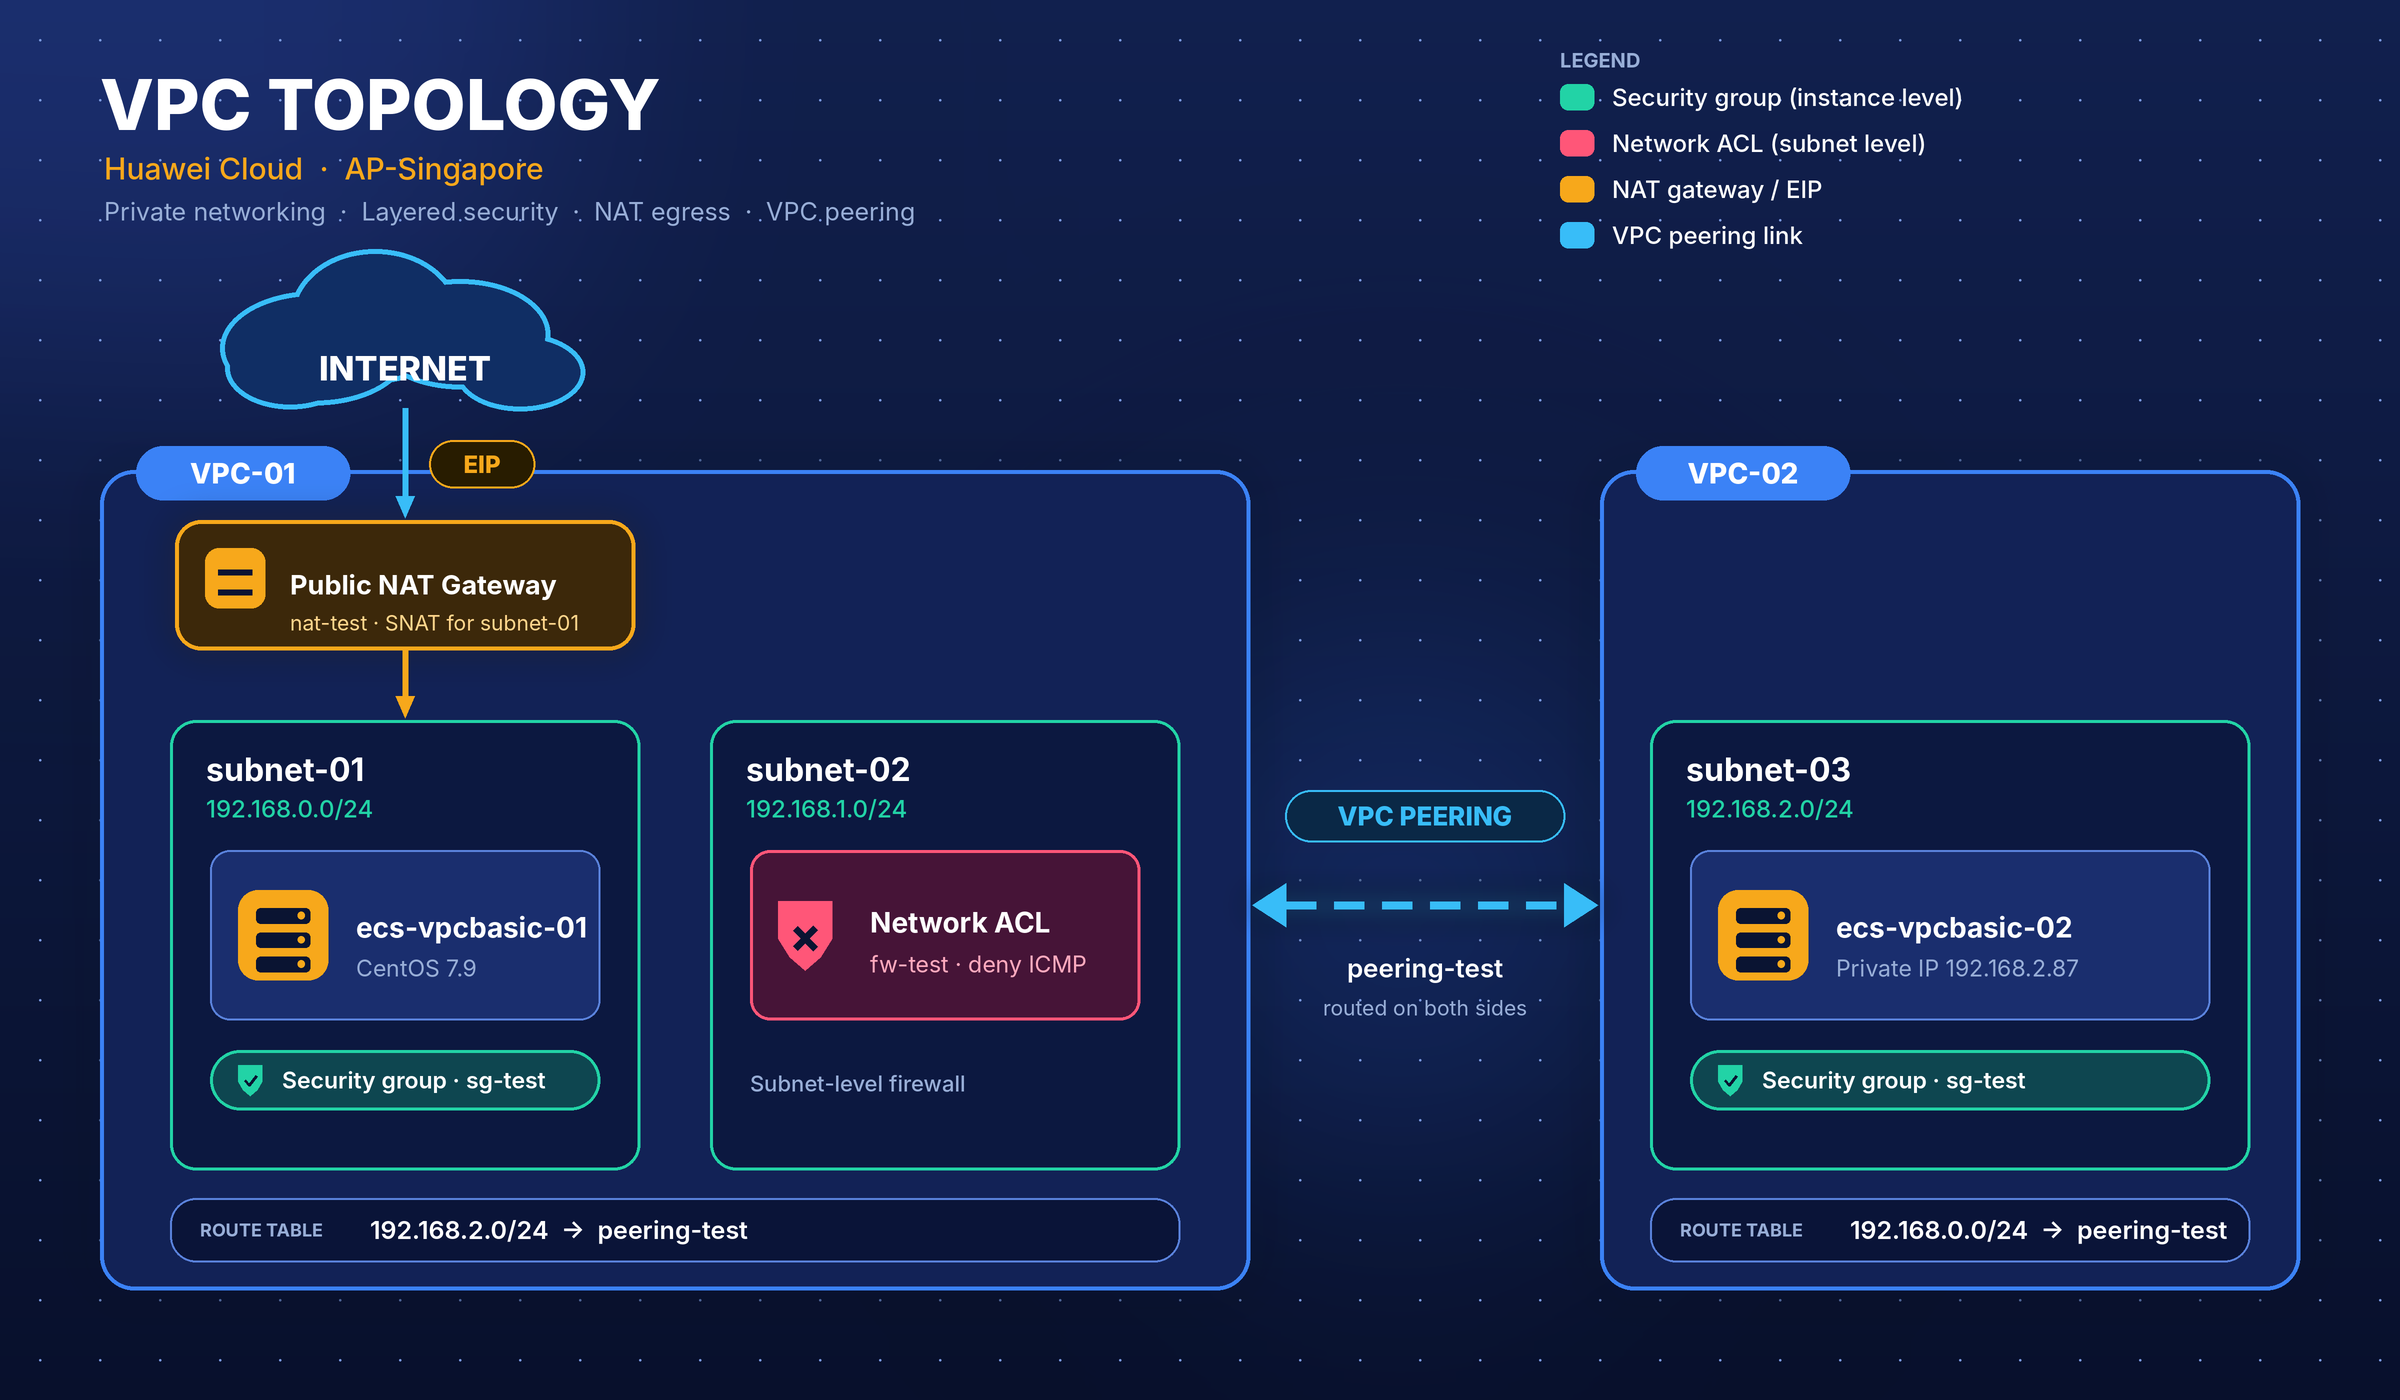 VPC TOPOLOGY
Huawei Cloud · AP-Singapore
Private networking · Layered security · NAT egress · VPC peering
LEGEND
Security group (instance level)
Network ACL (subnet level)
NAT gateway / EIP
VPC peering link
INTERNET
EIP
VPC-01
Public NAT Gateway
nat-test · SNAT for subnet-01
subnet-01
192.168.0.0/24
ecs-vpcbasic-01
CentOS 7.9
Security group · sg-test
subnet-02
192.168.1.0/24
Network ACL
fw-test · deny ICMP
Subnet-level firewall
ROUTE TABLE 192.168.2.0/24 → peering-test
VPC PEERING
peering-test
routed on both sides
VPC-02
subnet-03
192.168.2.0/24
ecs-vpcbasic-02
Private IP 192.168.2.87
Security group · sg-test
ROUTE TABLE 192.168.0.0/24 → peering-test